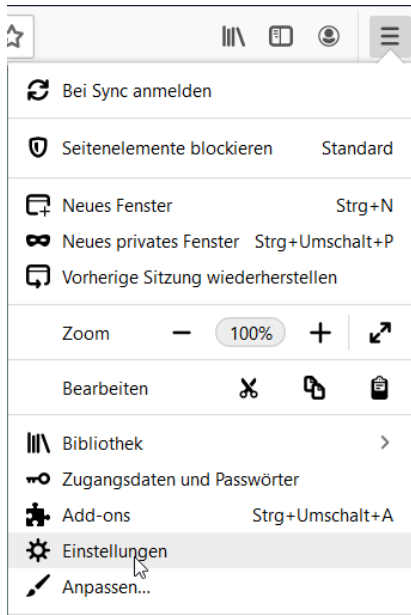 Bei Sync anmelden
Seitenelemente blockieren Standard
Neues Fenster Strg+N
Neues privates Fenster Strg+Umschalt+P
Vorherige Sitzung wiederherstellen
Zoom 100%
Bearbeiten
Bibliothek
Zugangsdaten und Passwörter
Add-ons Strg+Umschalt+A
Einstellungen
Anpassen...